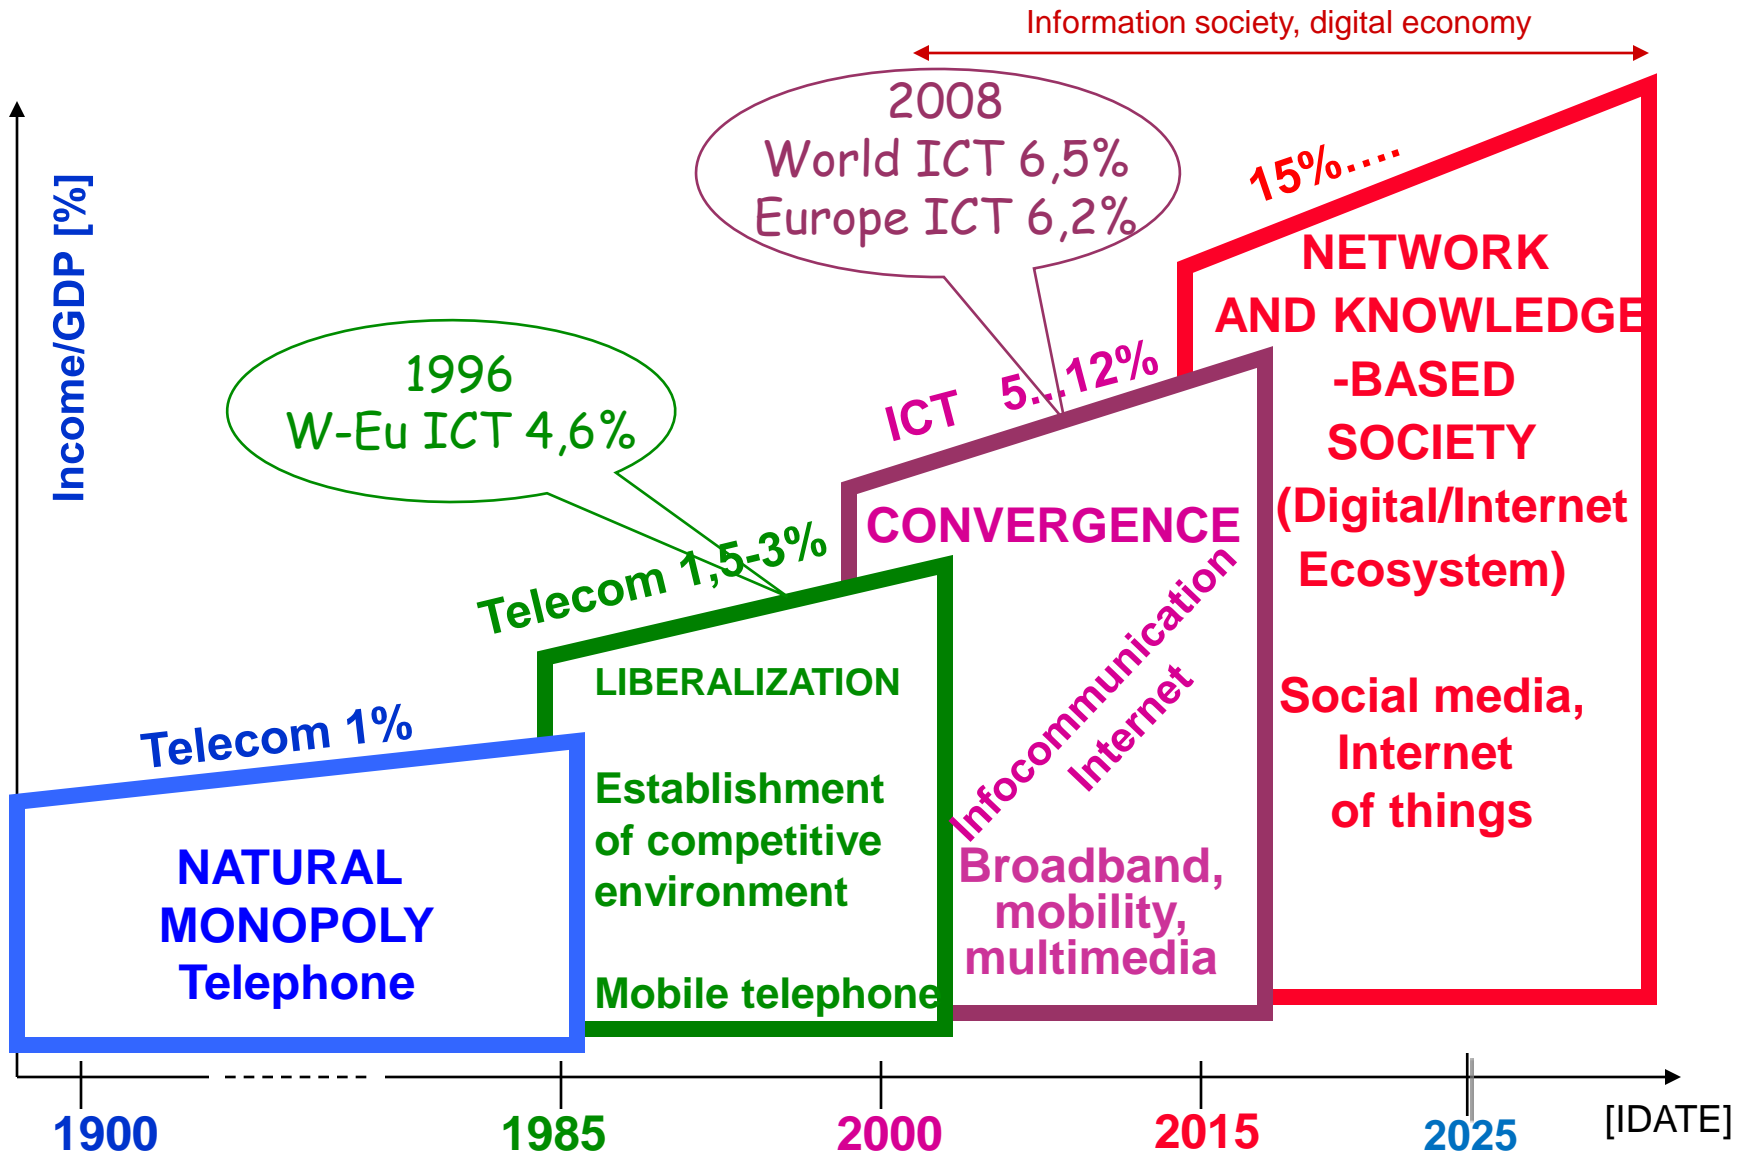 Information society, digital economy
2008
World ICT 6,5%
Europe ICT 6,2%
15%....
Income/GDP [%]
NETWORK
AND KNOWLEDGE
-BASED
SOCIETY
(Digital/Internet
Ecosystem)
Social media,
Internet
of things
1996
W-Eu ICT 4,6%
ICT 5...12%
CONVERGENCE
Infocommunication
Internet
Broadband,
mobility,
multimedia
Telecom 1,5-3%
LIBERALIZATION
Establishment
of competitive
environment
Mobile telephone
Telecom 1%
NATURAL
MONOPOLY
Telephone
1900
1985
2000
2015
2025
[IDATE]